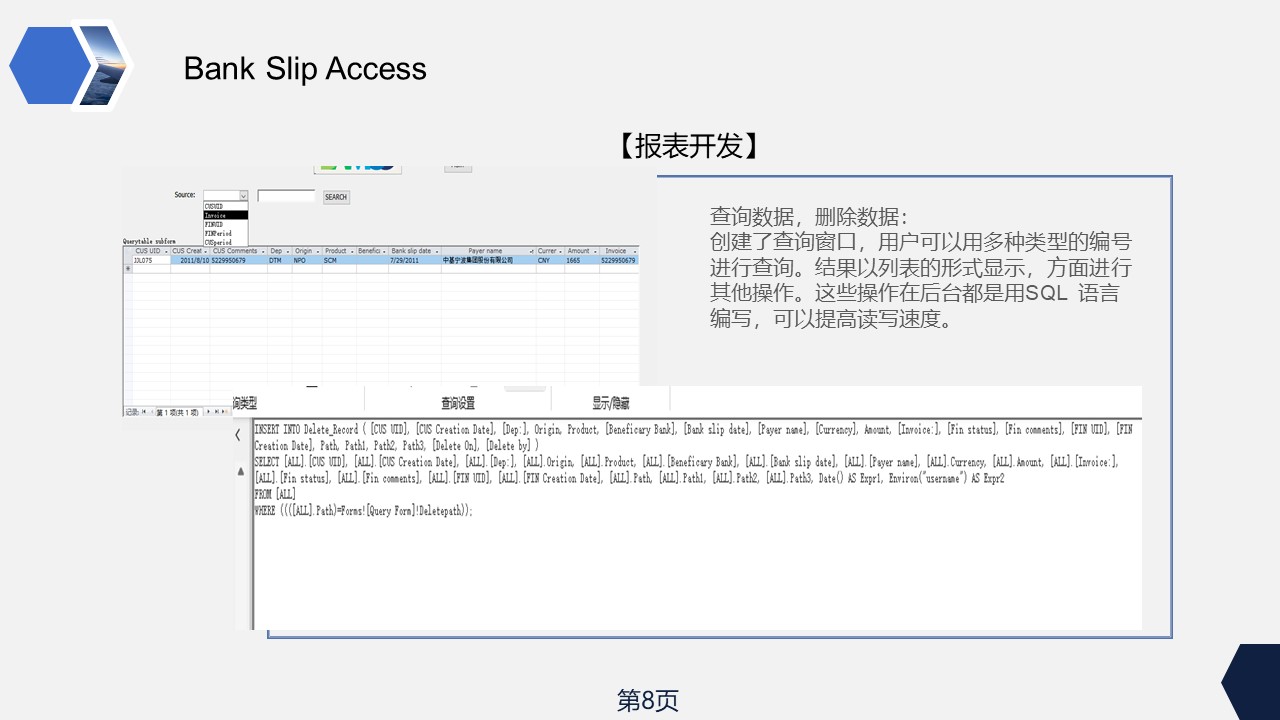 Bank Slip Access
【报表开发】
Source:
SEARCH
CUSUID
Invoice
FINUID
FINPeriod
CUSperiod
Querytable subform
CUS UID CUS Creat CUS Comments Dep Origin Product Benefici Bank slip date Payer name Currer Amount Invoice
JJL075 2011/8/10 5229950679 DTM NPO SCM 7/29/2011 中基宁波集团股份有限公司 CNY 1665 5229950679
查询数据，删除数据：
创建了查询窗口，用户可以用多种类型的编号
进行查询。结果以列表的形式显示，方面进行
其他操作。这些操作在后台都是用SQL 语言
编写，可以提高读写速度。
记录: 第 1 项(共 1 项)
询类型 查询设置 显示/隐藏
INSERT INTO Delete_Record ( [CUS UID], [CUS Creation Date], [Dep:], Origin, Product, [Beneficary Bank], [Bank slip date], [Payer name], [Currency], Amount, [Invoice:], [Fin status], [Fin comments], [FIN UID], [FIN
Creation Date], Path, Path1, Path2, Path3, [Delete On], [Delete by] )
SELECT [ALL].[CUS UID], [ALL].[CUS Creation Date], [ALL].[Dep:], [ALL].Origin, [ALL].Product, [ALL].[Beneficary Bank], [ALL].[Bank slip date], [ALL].[Payer name], [ALL].Currency, [ALL].Amount, [ALL].[Invoice:],
[ALL].[Fin status], [ALL].[Fin comments], [ALL].[FIN UID], [ALL].[FIN Creation Date], [ALL].Path, [ALL].Path1, [ALL].Path2, [ALL].Path3, Date() AS Expr1, Environ("username") AS Expr2
FROM [ALL]
WHERE ((([ALL].Path)=Forms![Query Form]!Deletepath));
第8页